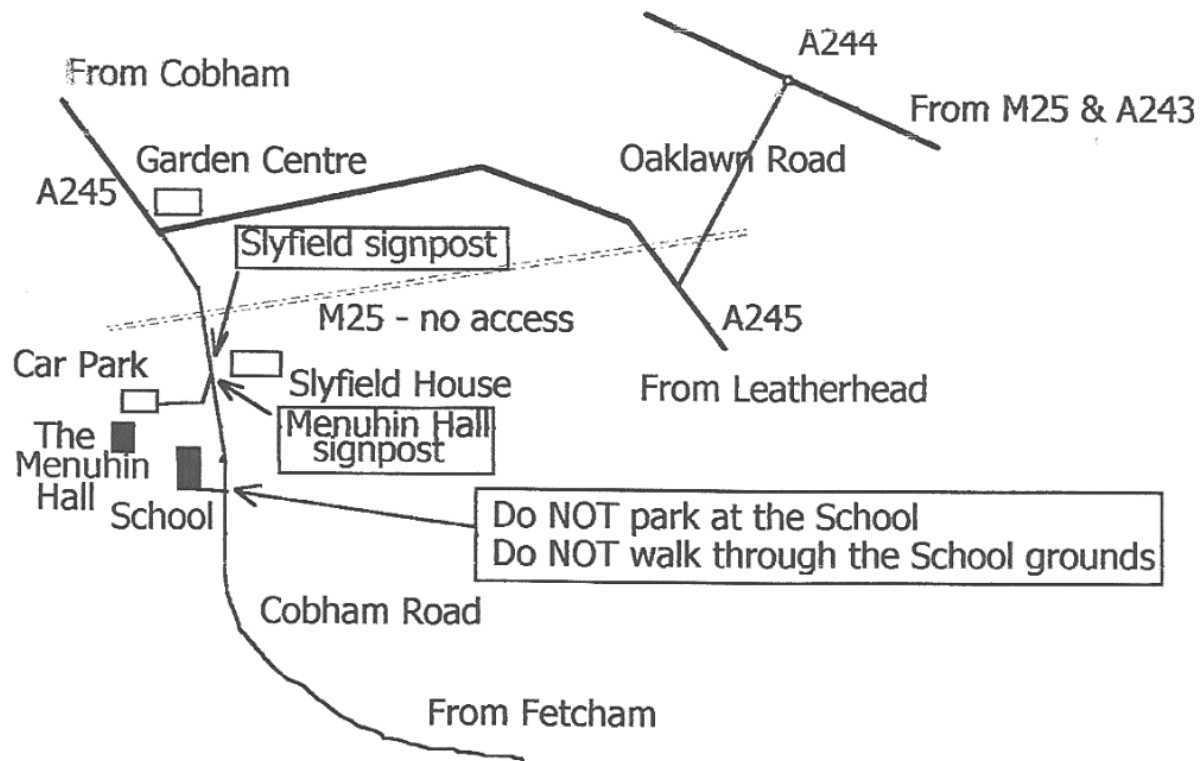 A244
From Cobham
From M25 & A243
Garden Centre
Oaklawn Road
A245
Slyfield signpost
M25 - no access
A245
Car Park
Slyfield House
From Leatherhead
The
Menuhin
Hall
Menuhin Hall
signpost
School
Do NOT park at the School
Do NOT walk through the School grounds
Cobham Road
From Fetcham